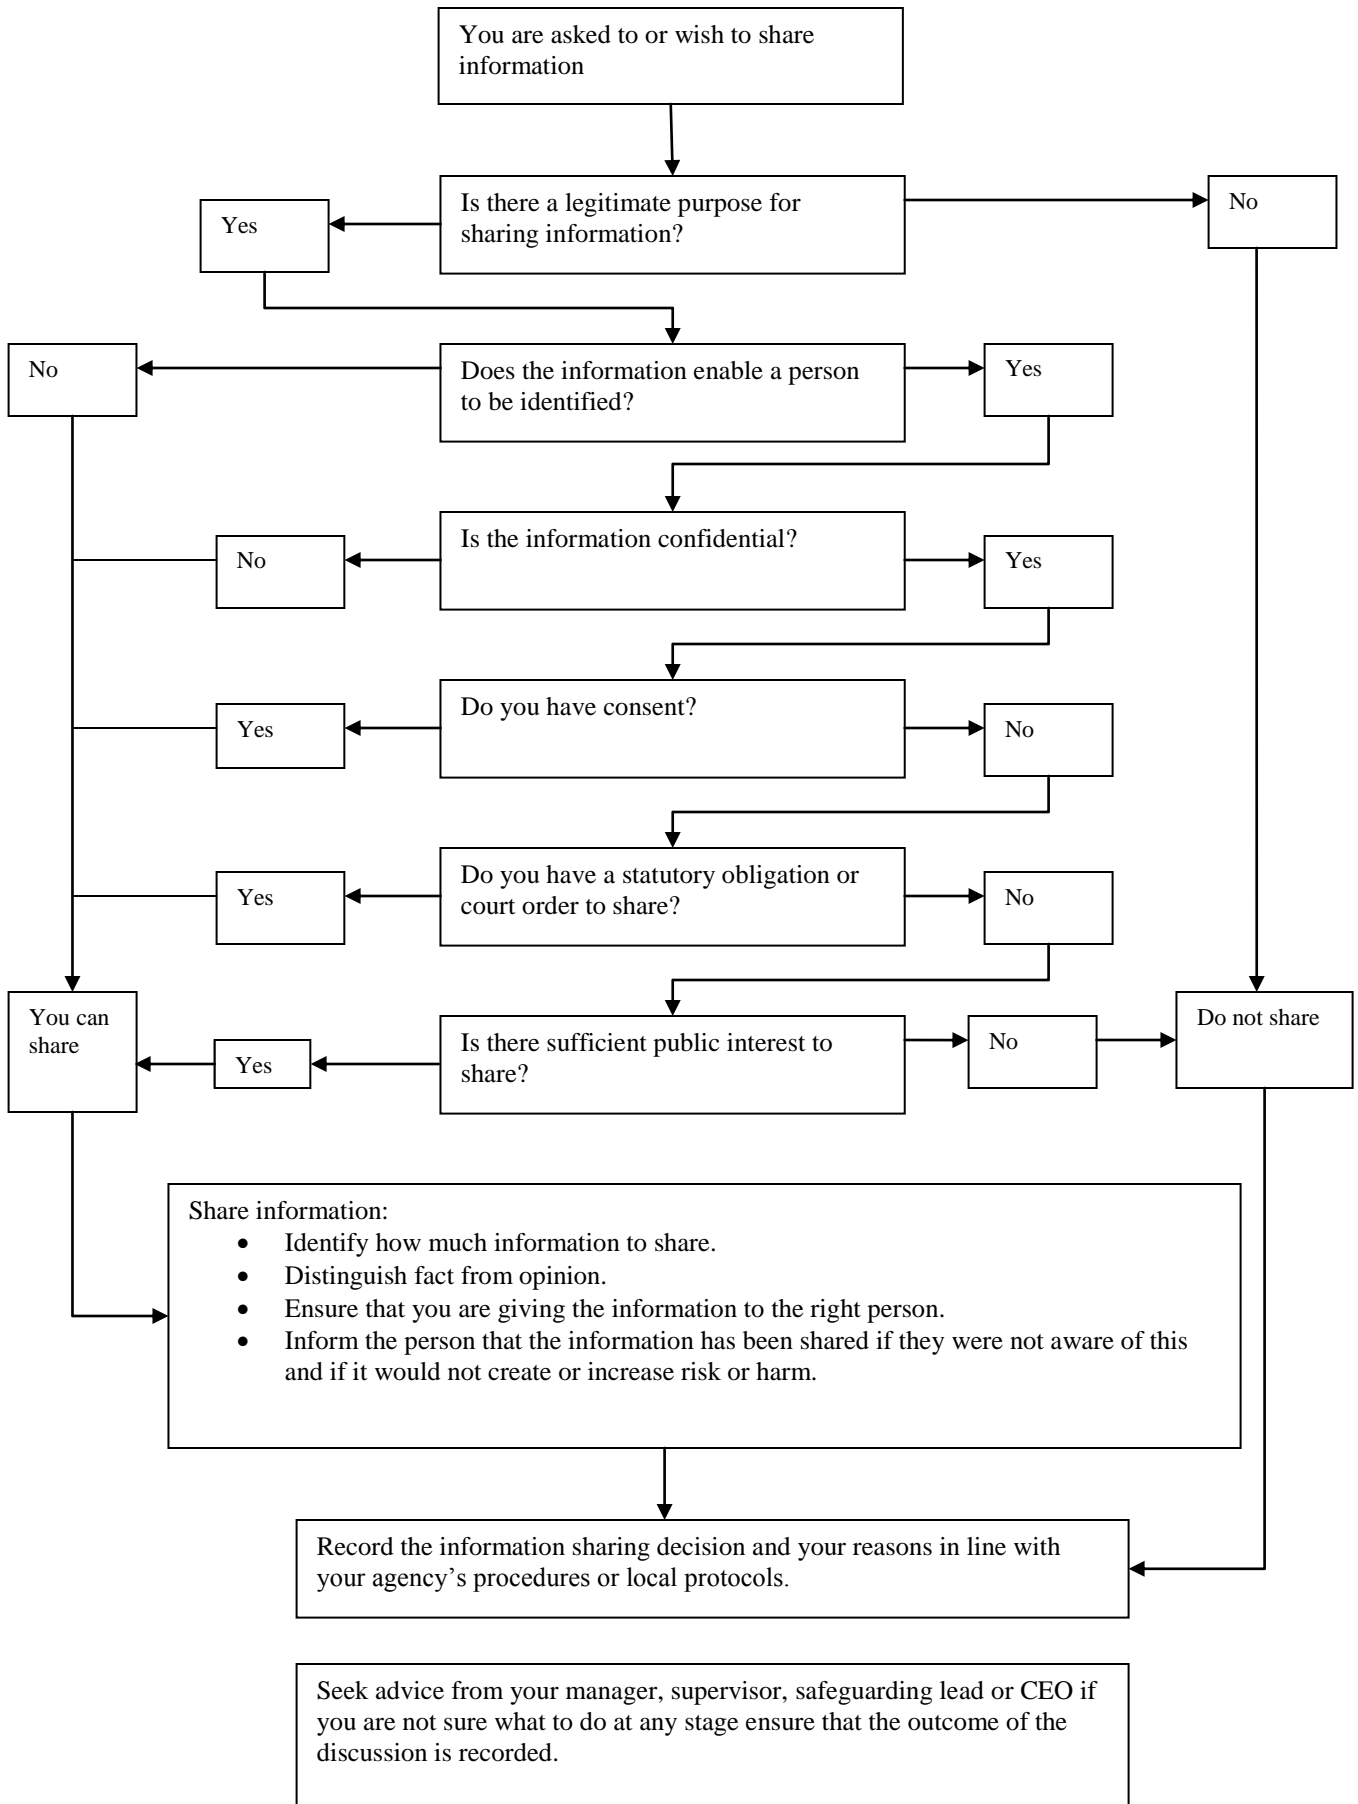 You are asked to or wish to share
information
Is there a legitimate purpose for
sharing information?
Yes
No
Does the information enable a person
to be identified?
No
Yes
Is the information confidential?
No
Yes
Do you have consent?
Yes
No
Do you have a statutory obligation or
court order to share?
Yes
No
You can
share
Yes
Is there sufficient public interest to
share?
No
Do not share
Share information:
• Identify how much information to share.
• Distinguish fact from opinion.
• Ensure that you are giving the information to the right person.
• Inform the person that the information has been shared if they were not aware of this
and if it would not create or increase risk or harm.
Record the information sharing decision and your reasons in line with
your agency’s procedures or local protocols.
Seek advice from your manager, supervisor, safeguarding lead or CEO if
you are not sure what to do at any stage ensure that the outcome of the
discussion is recorded.